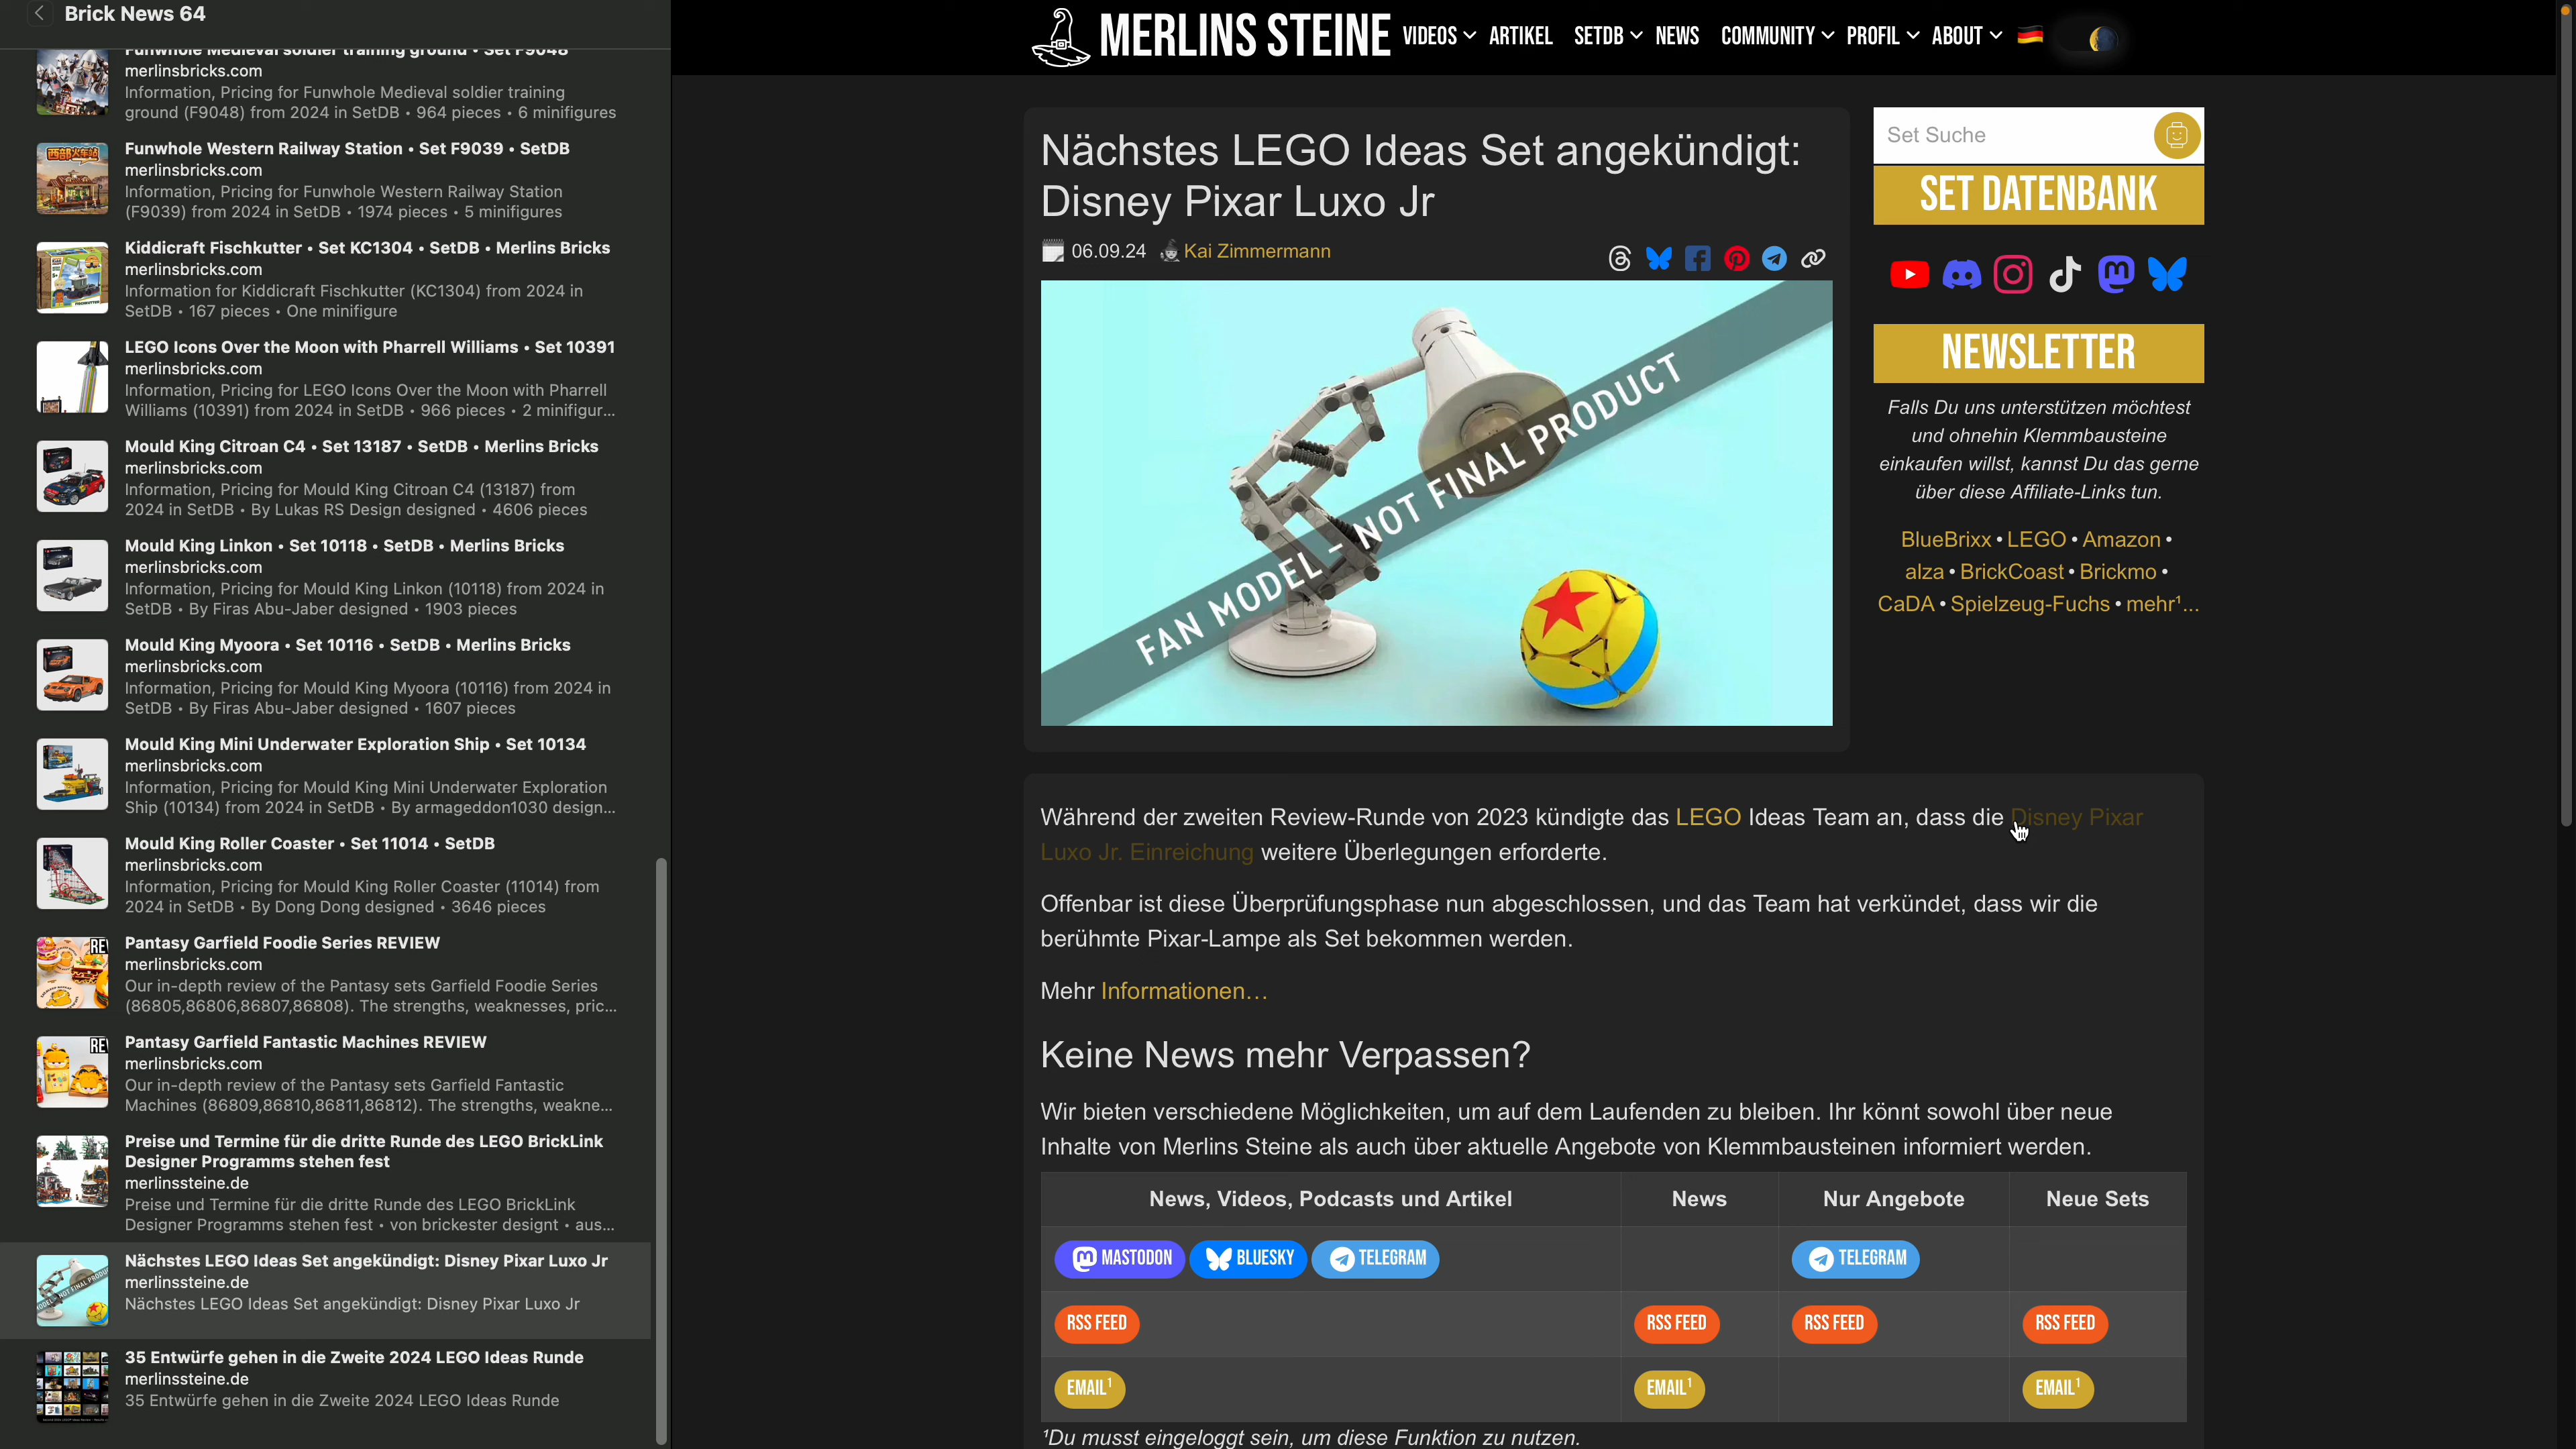 Brick News 64
Funwhole Medieval soldier training ground • Set F9048
merlinsbricks.com
Information, Pricing for Funwhole Medieval soldier training
ground (F9048) from 2024 in SetDB • 964 pieces • 6 minifigures
Funwhole Western Railway Station • Set F9039 • SetDB
merlinsbricks.com
Information, Pricing for Funwhole Western Railway Station
(F9039) from 2024 in SetDB • 1974 pieces • 5 minifigures
Kiddicraft Fischkutter • Set KC1304 • SetDB • Merlins Bricks
merlinsbricks.com
Information for Kiddicraft Fischkutter (KC1304) from 2024 in
SetDB • 167 pieces • One minifigure
LEGO Icons Over the Moon with Pharrell Williams • Set 10391
merlinsbricks.com
Information, Pricing for LEGO Icons Over the Moon with Pharrell
Williams (10391) from 2024 in SetDB • 966 pieces • 2 minifigur...
Mould King Citroan C4 • Set 13187 • SetDB • Merlins Bricks
merlinsbricks.com
Information, Pricing for Mould King Citroan C4 (13187) from
2024 in SetDB • By Lukas RS Design designed • 4606 pieces
Mould King Linkon • Set 10118 • SetDB • Merlins Bricks
merlinsbricks.com
Information, Pricing for Mould King Linkon (10118) from 2024 in
SetDB • By Firas Abu-Jaber designed • 1903 pieces
Mould King Myoora • Set 10116 • SetDB • Merlins Bricks
merlinsbricks.com
Information, Pricing for Mould King Myoora (10116) from 2024 in
SetDB • By Firas Abu-Jaber designed • 1607 pieces
Mould King Mini Underwater Exploration Ship • Set 10134
merlinsbricks.com
Information, Pricing for Mould King Mini Underwater Exploration
Ship (10134) from 2024 in SetDB • By armageddon1030 design...
Mould King Roller Coaster • Set 11014 • SetDB
merlinsbricks.com
Information, Pricing for Mould King Roller Coaster (11014) from
2024 in SetDB • By Dong Dong designed • 3646 pieces
Pantasy Garfield Foodie Series REVIEW
merlinsbricks.com
Our in-depth review of the Pantasy sets Garfield Foodie Series
(86805,86806,86807,86808). The strengths, weaknesses, pric...
Pantasy Garfield Fantastic Machines REVIEW
merlinsbricks.com
Our in-depth review of the Pantasy sets Garfield Fantastic
Machines (86809,86810,86811,86812). The strengths, weakne...
Preise und Termine für die dritte Runde des LEGO BrickLink
Designer Programms stehen fest
merlinssteine.de
Preise und Termine für die dritte Runde des LEGO BrickLink
Designer Programms stehen fest • von brickester designt • aus...
Nächstes LEGO Ideas Set angekündigt: Disney Pixar Luxo Jr
merlinssteine.de
Nächstes LEGO Ideas Set angekündigt: Disney Pixar Luxo Jr
35 Entwürfe gehen in die Zweite 2024 LEGO Ideas Runde
merlinssteine.de
35 Entwürfe gehen in die Zweite 2024 LEGO Ideas Runde
MERLINS STEINE VIDEOS ARTIKEL SETDB NEWS COMMUNITY PROFIL ABOUT
Nächstes LEGO Ideas Set angekündigt:
Disney Pixar Luxo Jr
06.09.24 Kai Zimmermann
FAN MODEL - NOT FINAL PRODUCT
Set Suche
SET DATENBANK
NEWSLETTER
Falls Du uns unterstützen möchtest
und ohnehin Klemmbausteine
einkaufen willst, kannst Du das gerne
über diese Affiliate-Links tun.
BlueBrixx • LEGO • Amazon •
alza • BrickCoast • Brickmo •
CaDA • Spielzeug-Fuchs • mehr¹...
Während der zweiten Review-Runde von 2023 kündigte das LEGO Ideas Team an, dass die Disney Pixar
Luxo Jr. Einreichung weitere Überlegungen erforderte.
Offenbar ist diese Überprüfungsphase nun abgeschlossen, und das Team hat verkündet, dass wir die
berühmte Pixar-Lampe als Set bekommen werden.
Mehr Informationen...
Keine News mehr Verpassen?
Wir bieten verschiedene Möglichkeiten, um auf dem Laufenden zu bleiben. Ihr könnt sowohl über neue
Inhalte von Merlins Steine als auch über aktuelle Angebote von Klemmbausteinen informiert werden.
News, Videos, Podcasts und Artikel News Nur Angebote Neue Sets
MASTODON BLUESKY TELEGRAM TELEGRAM
RSS FEED RSS FEED RSS FEED RSS FEED
EMAIL¹ EMAIL¹ EMAIL¹
¹Du musst eingeloggt sein, um diese Funktion zu nutzen.